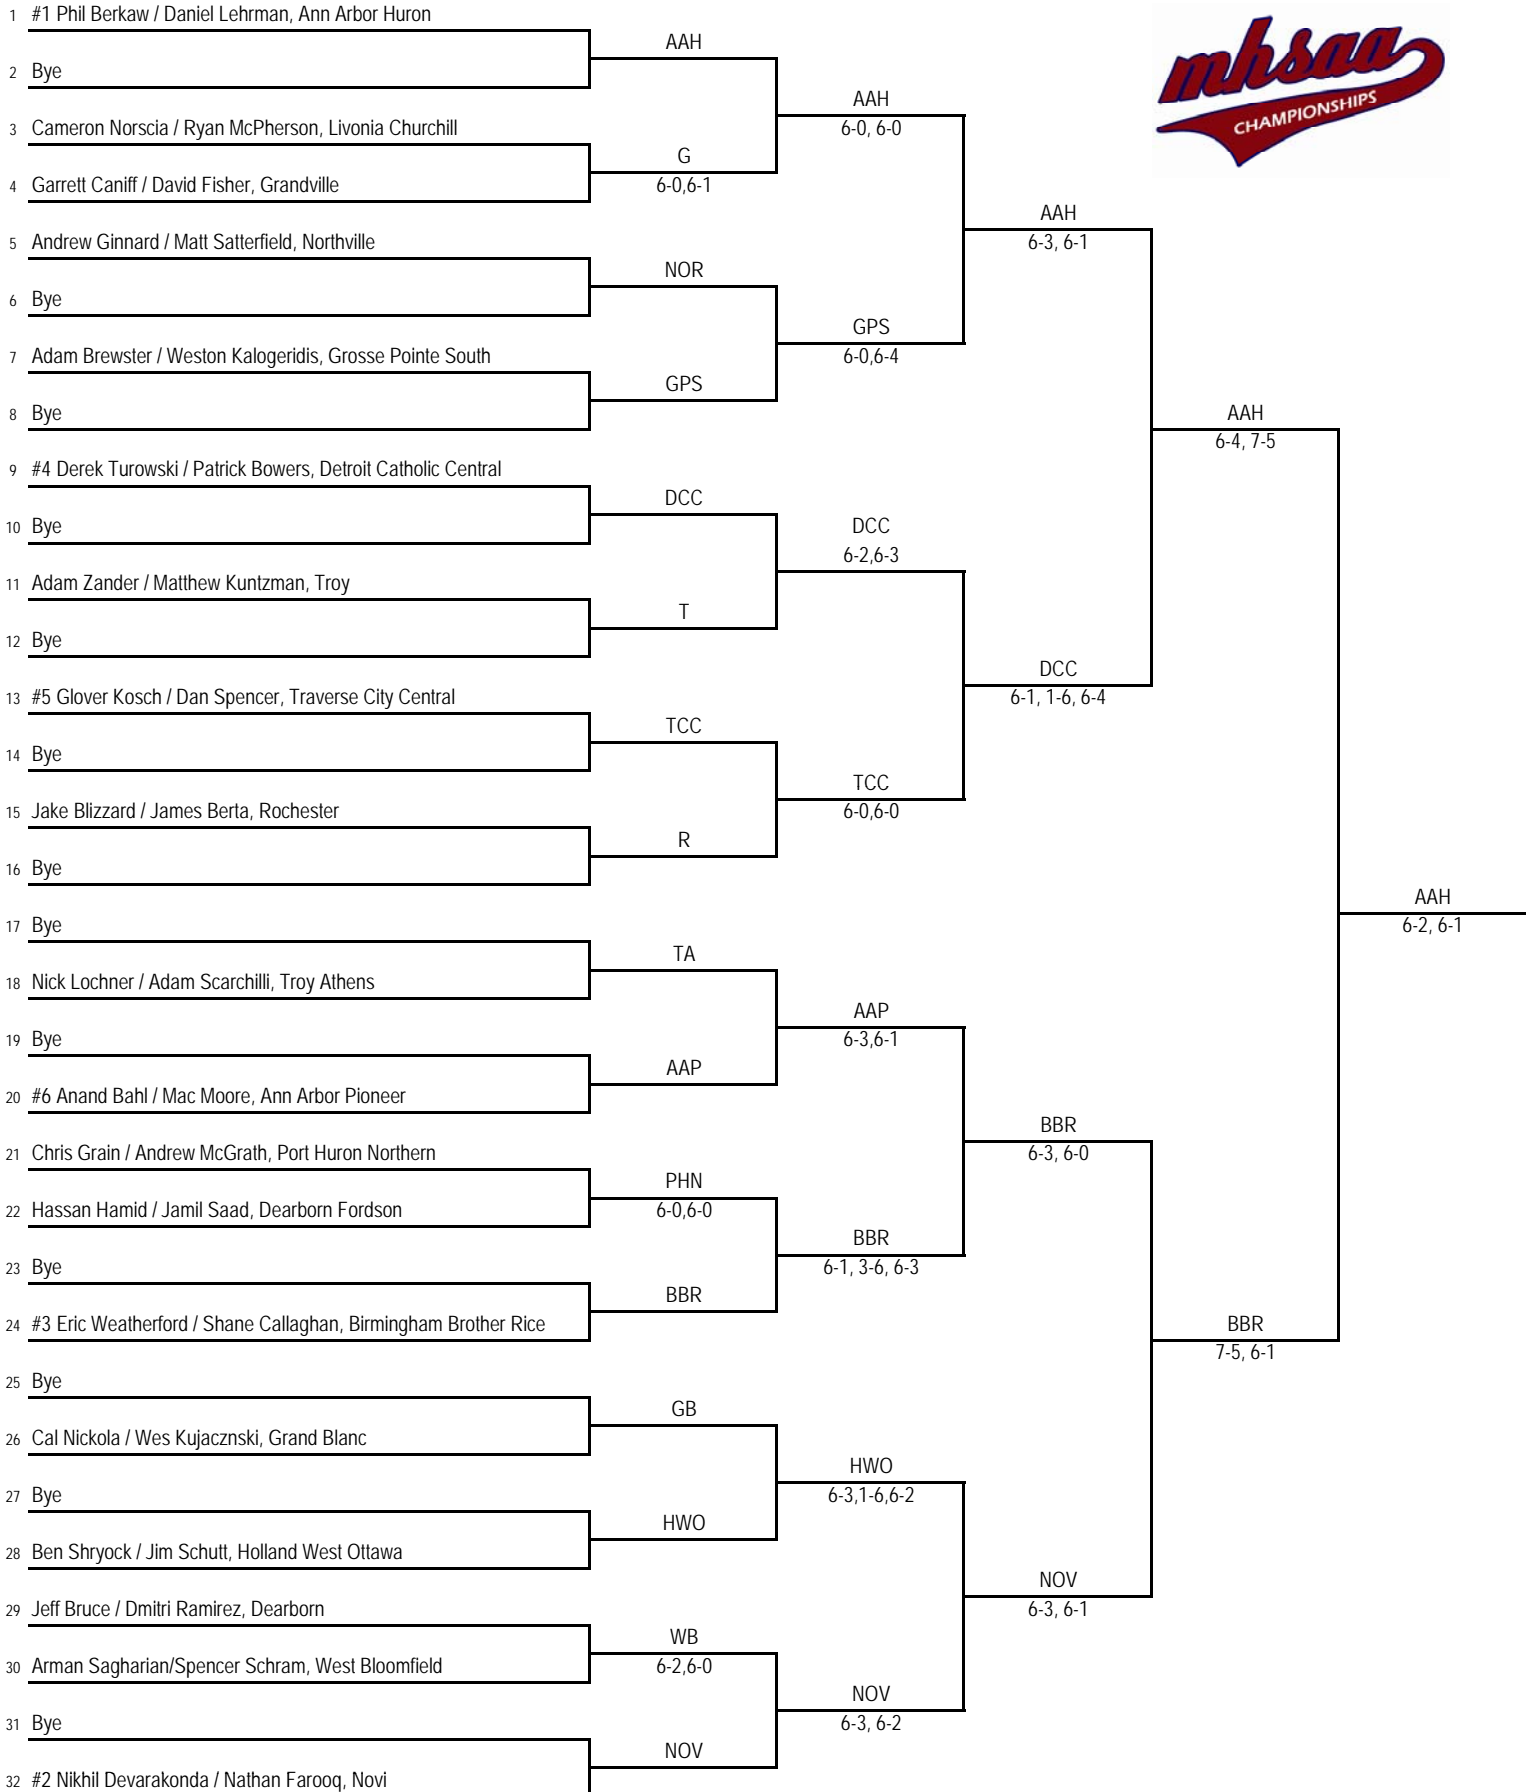 1 #1 Phil Berkaw / Daniel Lehrman, Ann Arbor Huron
mhsaa
AAH
2 Bye
AAH
CHAMPIONSHIPS
3 Cameron Norscia / Ryan McPherson, Livonia Churchill
6-0, 6-0
G
4 Garrett Caniff / David Fisher, Grandville
6-0,6-1
AAH
5 Andrew Ginnard / Matt Satterfield, Northville
6-3, 6-1
NOR
6 Bye
GPS
7 Adam Brewster / Weston Kalogeridis, Grosse Pointe South
6-0,6-4
GPS
8 Bye
AAH
6-4, 7-5
9 #4 Derek Turowski / Patrick Bowers, Detroit Catholic Central
DCC
10 Bye
DCC
6-2,6-3
11 Adam Zander / Matthew Kuntzman, Troy
T
12 Bye
DCC
13 #5 Glover Kosch / Dan Spencer, Traverse City Central
6-1, 1-6, 6-4
TCC
14 Bye
TCC
15 Jake Blizzard / James Berta, Rochester
6-0,6-0
R
16 Bye
AAH
17 Bye
6-2, 6-1
TA
18 Nick Lochner / Adam Scarchilli, Troy Athens
AAP
19 Bye
6-3,6-1
AAP
20 #6 Anand Bahl / Mac Moore, Ann Arbor Pioneer
BBR
21 Chris Grain / Andrew McGrath, Port Huron Northern
6-3, 6-0
PHN
22 Hassan Hamid / Jamil Saad, Dearborn Fordson
6-0,6-0
BBR
23 Bye
6-1, 3-6, 6-3
BBR
24 #3 Eric Weatherford / Shane Callaghan, Birmingham Brother Rice
BBR
7-5, 6-1
25 Bye
GB
26 Cal Nickola / Wes Kujacznski, Grand Blanc
HWO
27 Bye
6-3,1-6,6-2
HWO
28 Ben Shryock / Jim Schutt, Holland West Ottawa
NOV
29 Jeff Bruce / Dmitri Ramirez, Dearborn
6-3, 6-1
WB
30 Arman Sagharian/Spencer Schram, West Bloomfield
6-2,6-0
NOV
31 Bye
6-3, 6-2
NOV
32 #2 Nikhil Devarakonda / Nathan Farooq, Novi